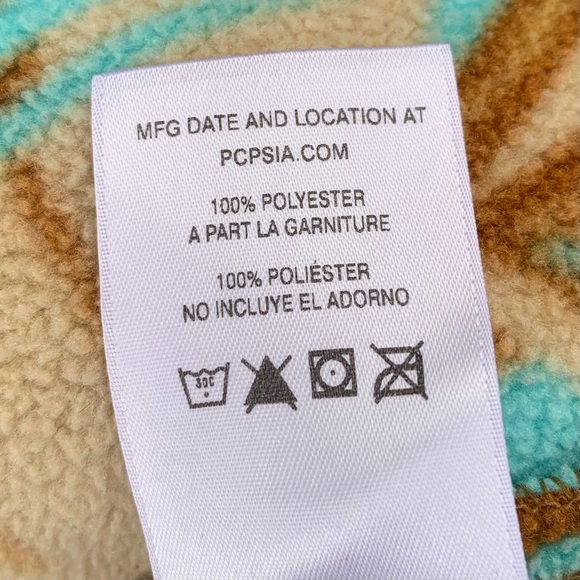 MFG DATE AND LOCATION AT
PCPSIA.COM
100% POLYESTER
A PART LA GARNITURE
100% POLIÉSTER
NO INCLUYE EL ADORNO
30C